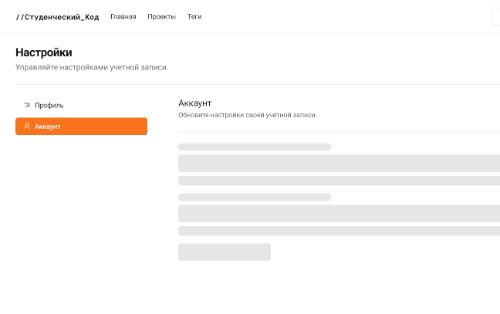 //Студенческий_Код Главная Проекты Теги
Настройки
Управляйте настройками учетной записи.
Профиль
Аккаунт
Аккаунт
Обновите настройки своей учетной записи.